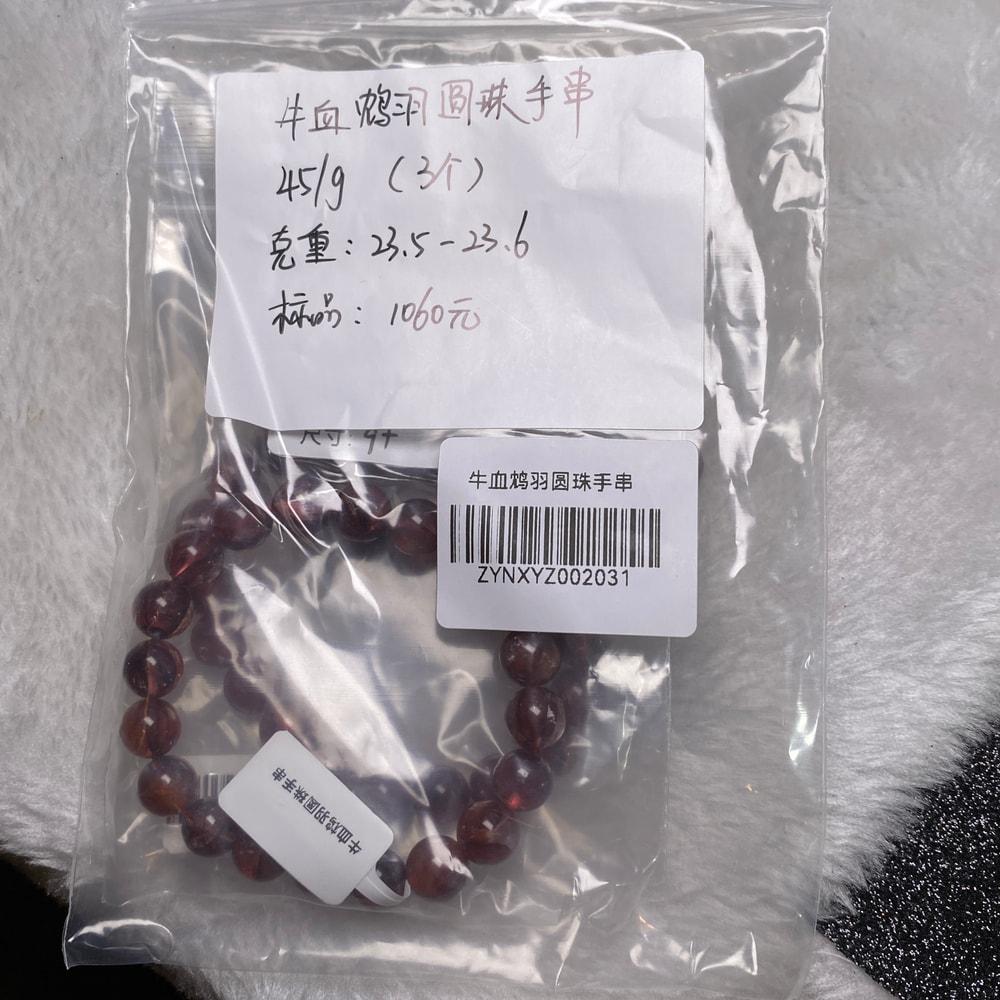 牛血鸩羽圆珠手串
45/g （3个）
克重：23.5-23.6
标品：1060元
尺寸：9+
牛血鸩羽圆珠手串
ZYNXYZ002031
牛血鸩羽圆珠手串